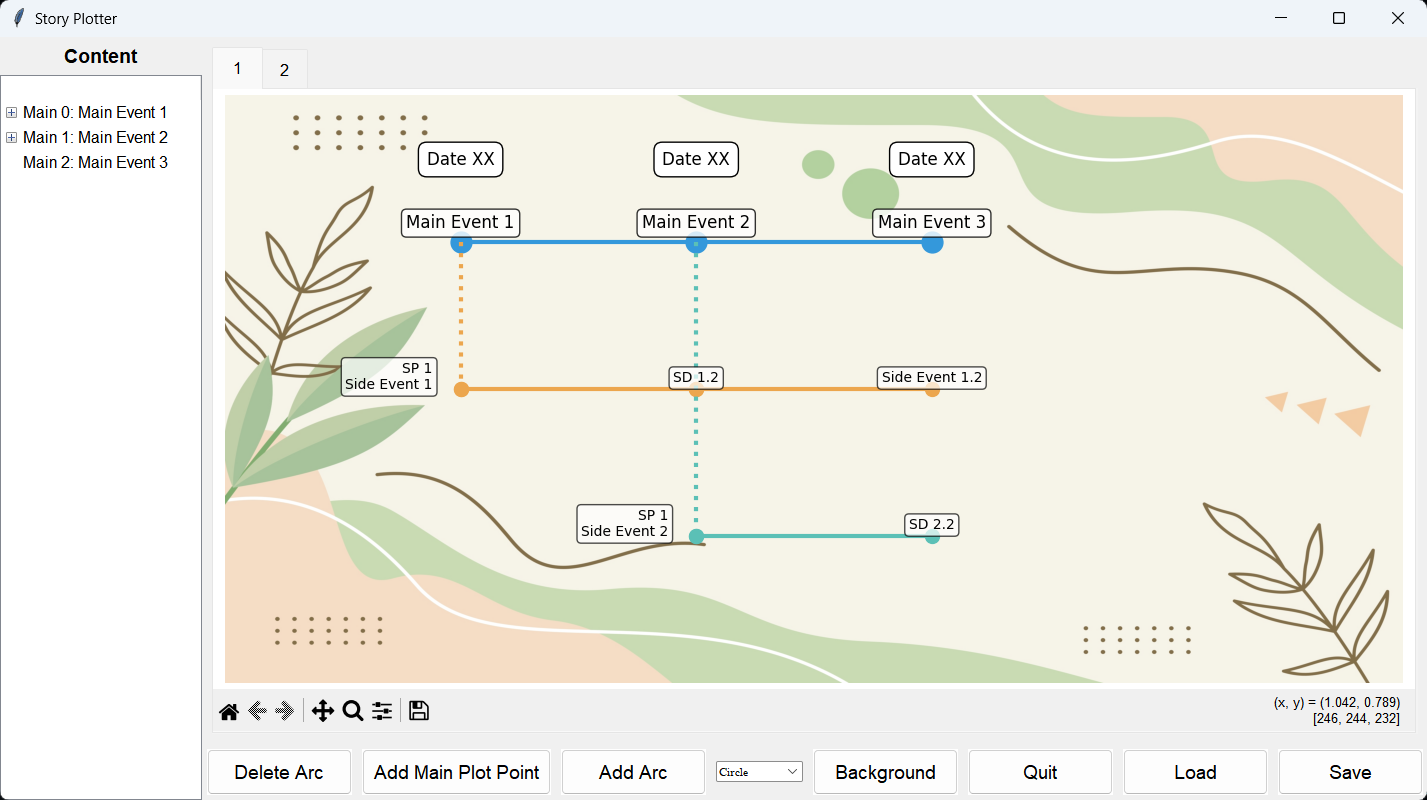 Story Plotter
Content
Main 0: Main Event 1
Main 1: Main Event 2
Main 2: Main Event 3
1
2
Date XX
Date XX
Date XX
Main Event 1
Main Event 2
Main Event 3
SP 1
Side Event 1
SD 1.2
Side Event 1.2
SP 1
Side Event 2
SD 2.2
(x, y) = (1.042, 0.789)
[246, 244, 232]
Delete Arc
Add Main Plot Point
Add Arc
Circle
Background
Quit
Load
Save